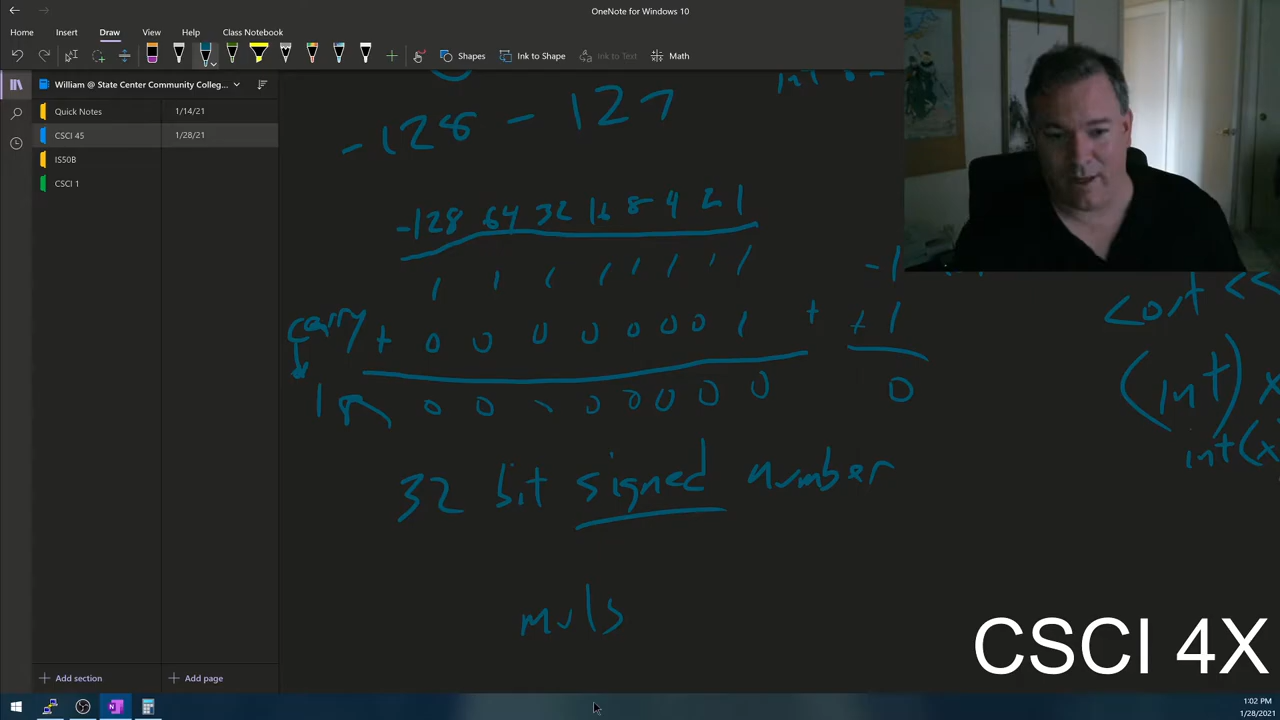 OneNote for Windows 10
Home Insert Draw View Help Class Notebook
Shapes Ink to Shape Ink to Text Math
William @ State Center Community Colleg...
Quick Notes 1/14/21
CSCI 45 1/28/21
IS50B
CSCI 1
-128 - 127
-128 64 32 16 8 4 2 1
1 1 1 1 1 1 1 1 -1
carry + 0 0 0 0 0 0 0 1 + + 1
1 0 0 0 0 0 0 0 0
cout <<
(int) x
int(x
32 bit signed number
muls
CSCI 4X
Add section Add page
1:02 PM
1/28/2021